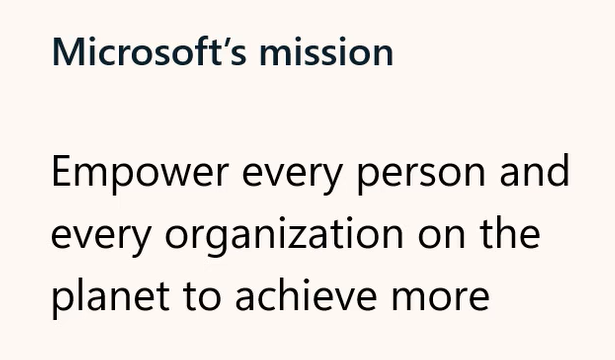 Microsoft’s mission
Empower every person and
every organization on the
planet to achieve more